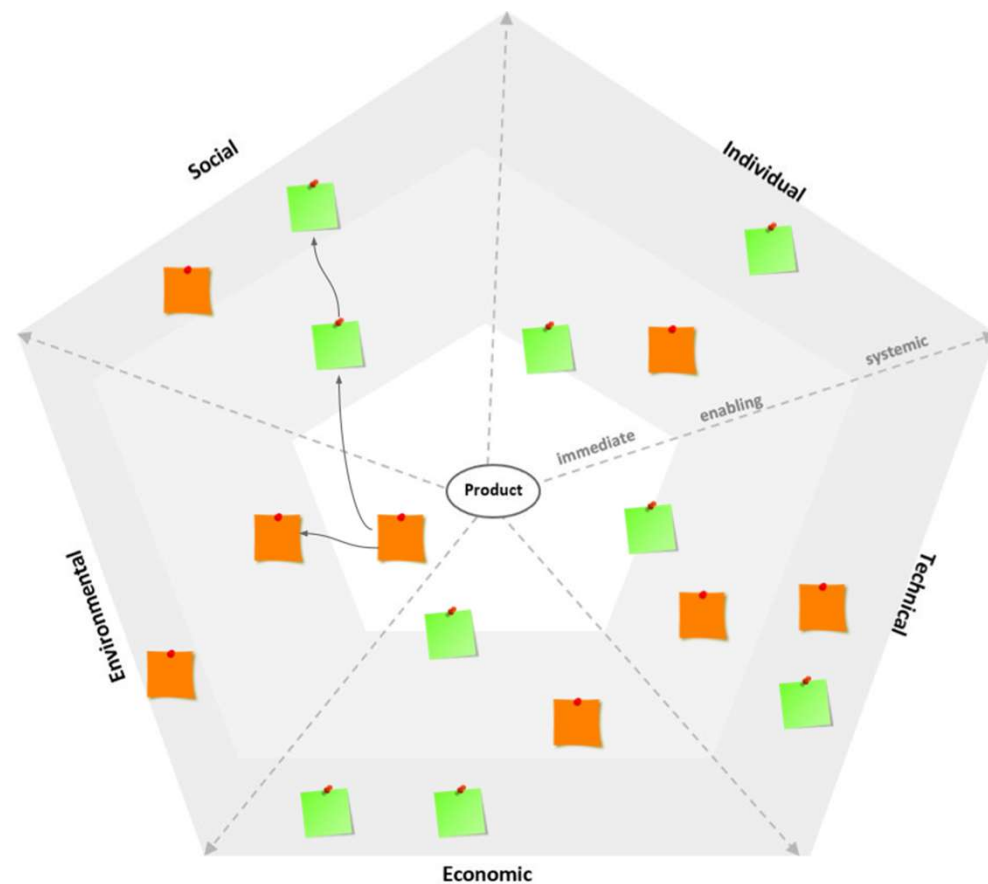 Social
Individual
systemic
enabling
immediate
Product
Environmental
Technical
Economic